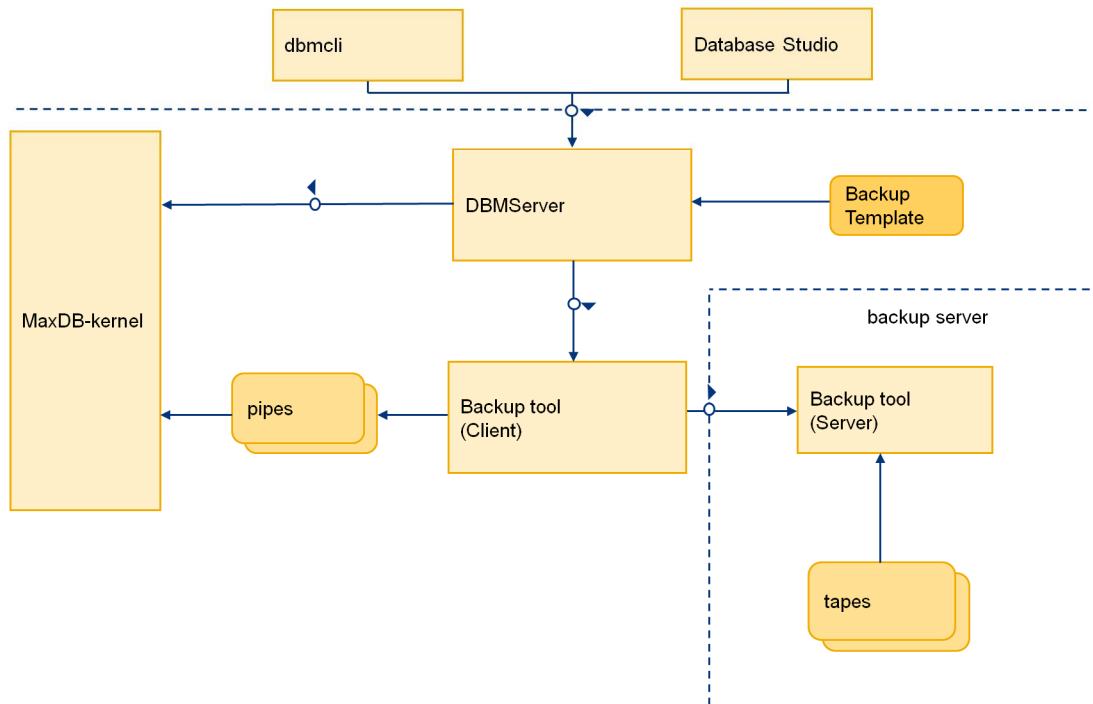 dbmcli
Database Studio
DBMServer
Backup
Template
MaxDB-kernel
backup server
pipes
Backup tool
(Client)
Backup tool
(Server)
tapes